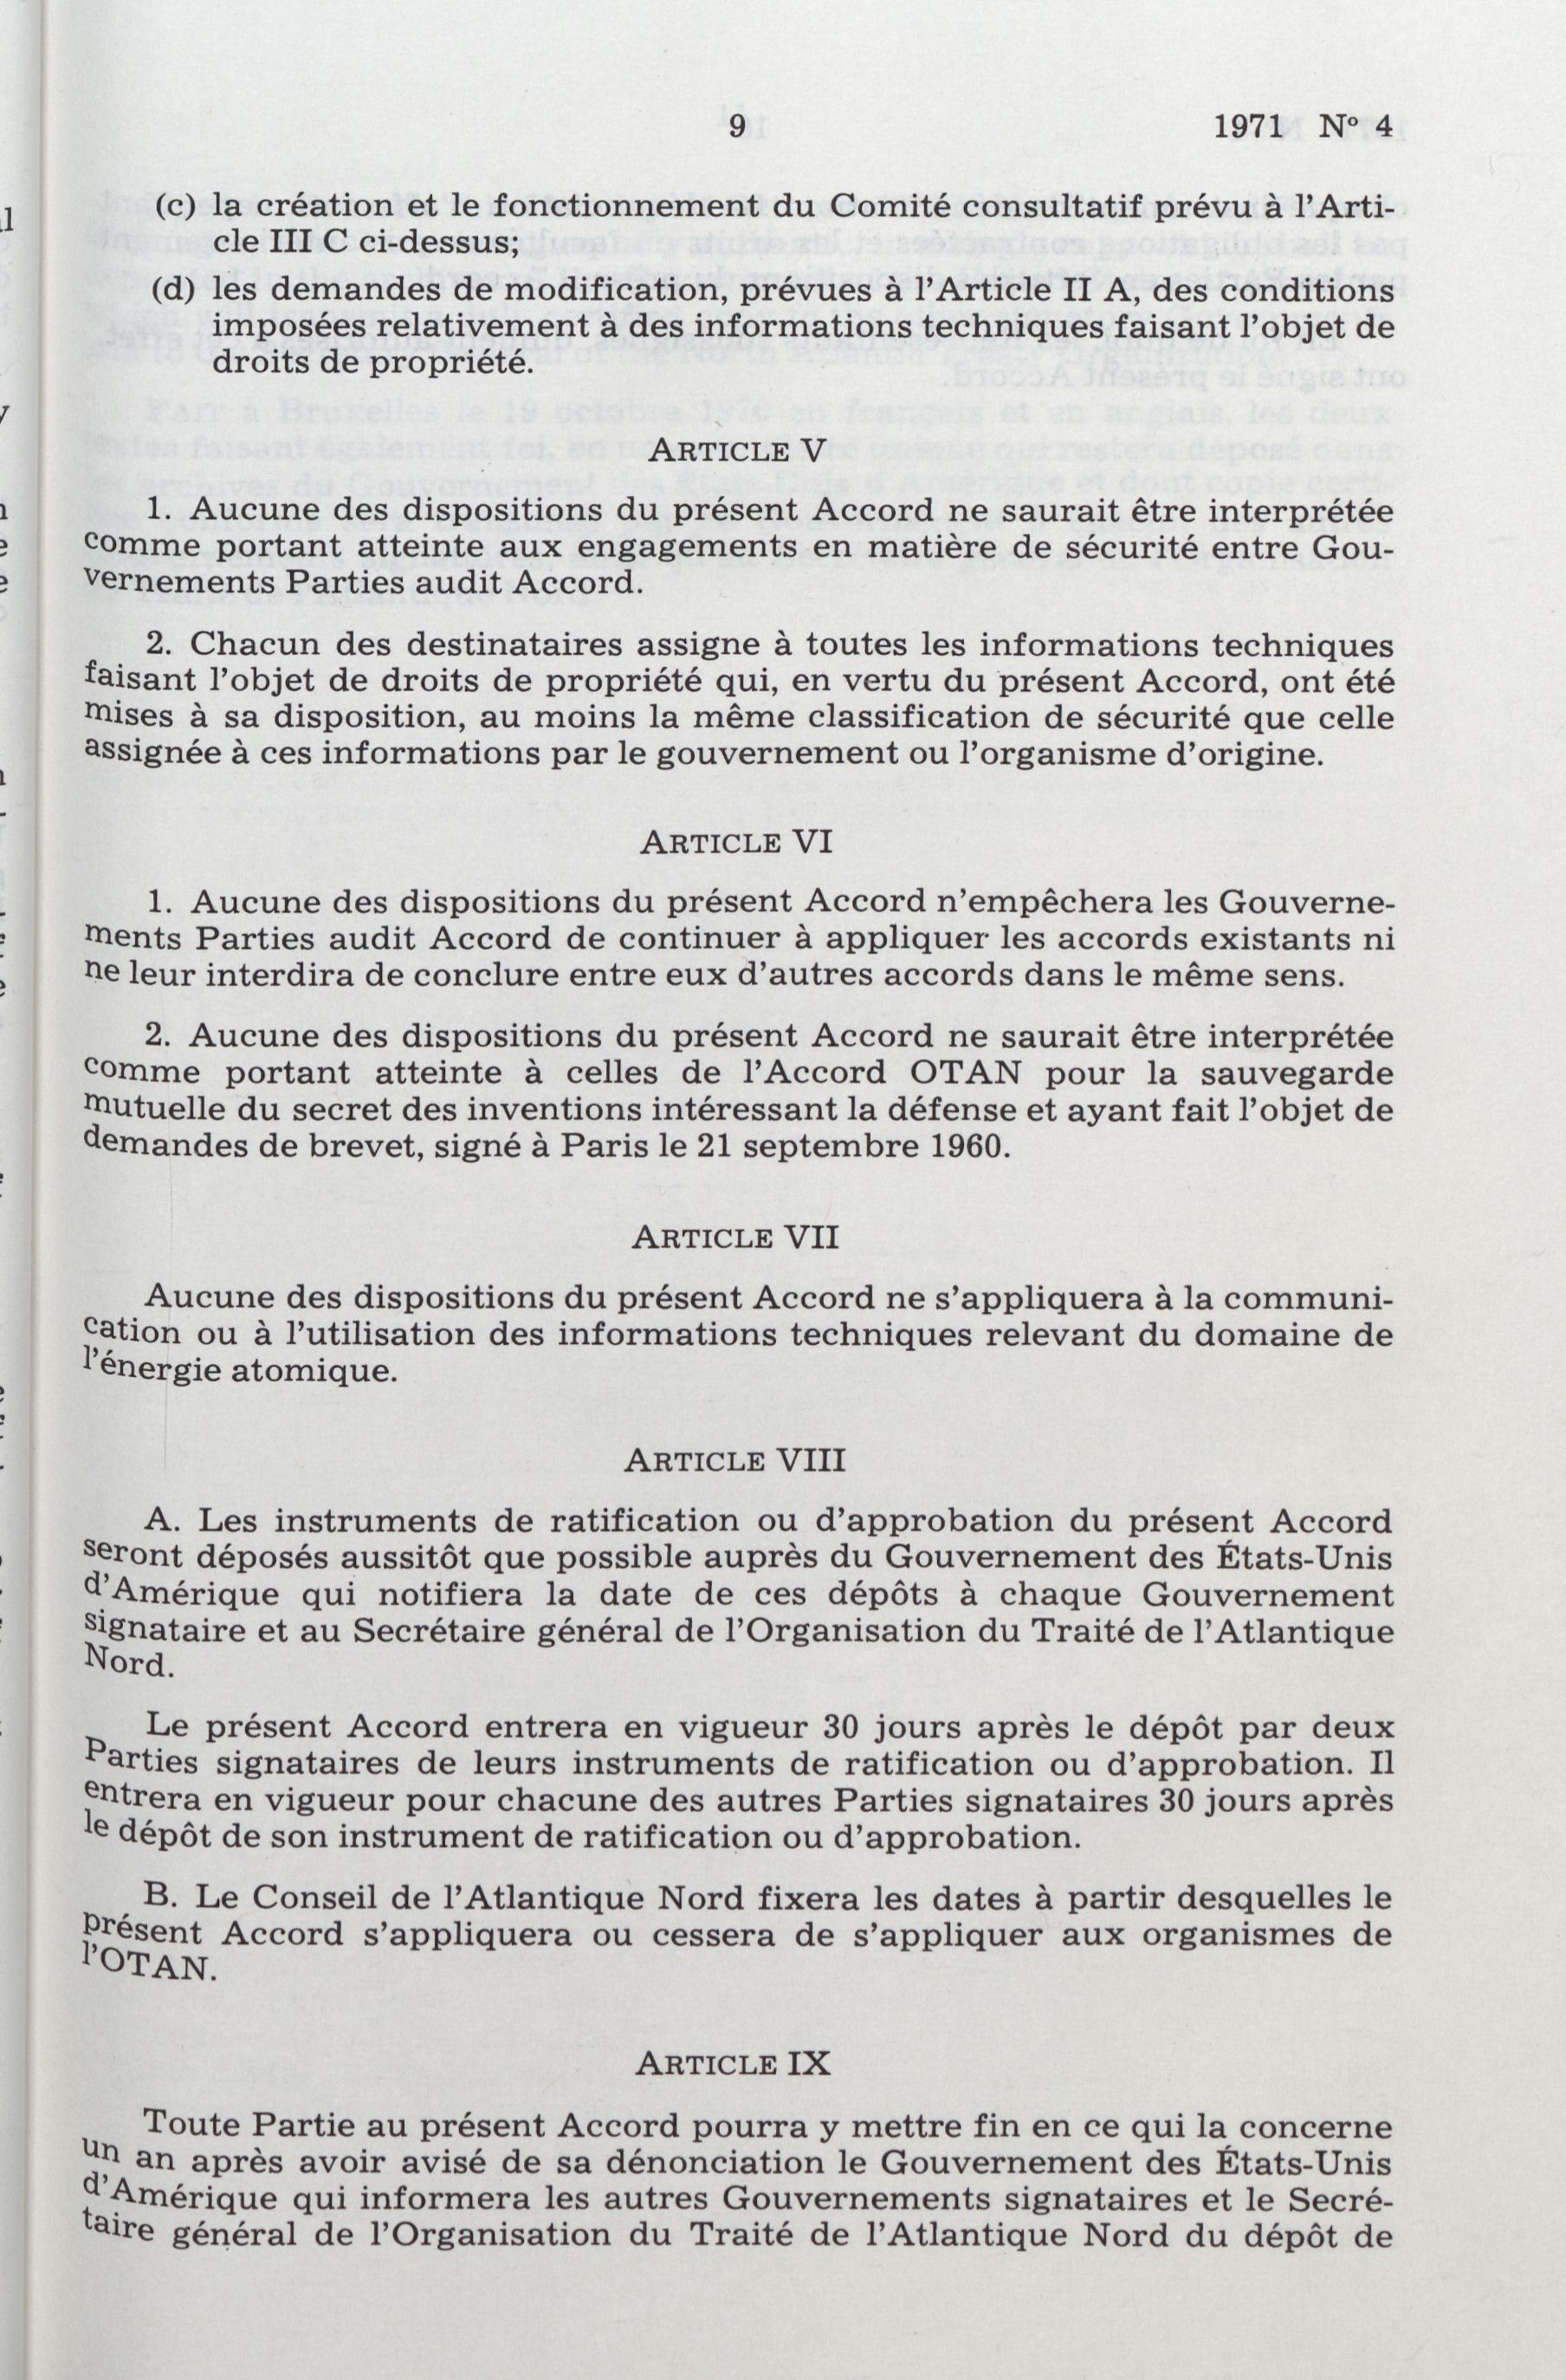 9
1971 Nº 4
(c) la création et le fonctionnement du Comité consultatif prévu à l'Arti-
cle III C ci-dessus;
(d) les demandes de modification, prévues à l'Article II A, des conditions
imposées relativement à des informations techniques faisant l'objet de
droits de propriété.
ARTICLE V
1. Aucune des dispositions du présent Accord ne saurait être interprétée
comme portant atteinte aux engagements en matière de sécurité entre Gou-
vernements Parties audit Accord.
2. Chacun des destinataires assigne à toutes les informations techniques
faisant l'objet de droits de propriété qui, en vertu du présent Accord, ont été
mises à sa disposition, au moins la même classification de sécurité que celle
assignée à ces informations par le gouvernement ou l'organisme d'origine.
ARTICLE VI
1. Aucune des dispositions du présent Accord n'empêchera les Gouverne-
ments Parties audit Accord de continuer à appliquer les accords existants ni
ne leur interdira de conclure entre eux d'autres accords dans le même sens.
2. Aucune des dispositions du présent Accord ne saurait être interprétée
comme portant atteinte à celles de l'Accord OTAN pour la sauvegarde
mutuelle du secret des inventions intéressant la défense et ayant fait l'objet de
demandes de brevet, signé à Paris le 21 septembre 1960.
ARTICLE VII
Aucune des dispositions du présent Accord ne s'appliquera à la communi-
cation ou à l'utilisation des informations techniques relevant du domaine de
l'énergie atomique.
ARTICLE VIII
A. Les instruments de ratification ou d'approbation du présent Accord
seront déposés aussitôt que possible auprès du Gouvernement des États-Unis
d'Amérique qui notifiera la date de ces dépôts à chaque Gouvernement
signataire et au Secrétaire général de l'Organisation du Traité de l'Atlantique
Nord.
Le présent Accord entrera en vigueur 30 jours après le dépôt par deux
Parties signataires de leurs instruments de ratification ou d'approbation. Il
entrera en vigueur pour chacune des autres Parties signataires 30 jours après
le dépôt de son instrument de ratification ou d'approbation.
B. Le Conseil de l'Atlantique Nord fixera les dates à partir desquelles le
présent Accord s'appliquera ou cessera de s'appliquer aux organismes de
l'OTAN.
ARTICLE IX
Toute Partie au présent Accord pourra y mettre fin en ce qui la concerne
un an après avoir avisé de sa dénonciation le Gouvernement des États-Unis
d'Amérique qui informera les autres Gouvernements signataires et le Secré-
taire général de l'Organisation du Traité de l'Atlantique Nord du dépôt de